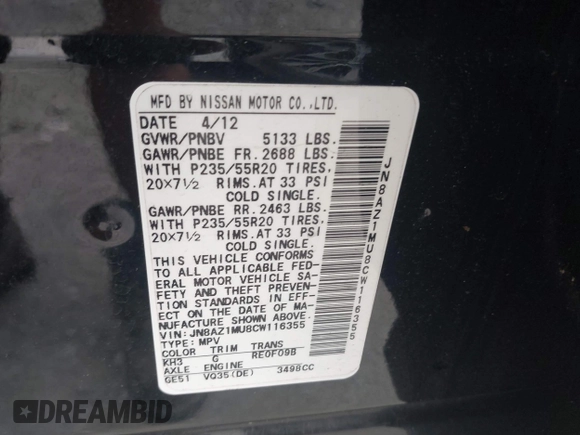 MFD BY NISSAN MOTOR CO.,LTD.
DATE 4/12
GVWR/PNBV 5133 LBS.
GAWR/PNBE FR. 2688 LBS.
WITH P235/55R20 TIRES.
20×7½ RIMS. AT 33 PSI
COLD SINGLE.
GAWR/PNBE RR. 2463 LBS.
WITH P235/55R20 TIRES.
20×7½ RIMS. AT 33 PSI
COLD SINGLE.
THIS VEHICLE CONFORMS
TO ALL APPLICABLE FED-
ERAL MOTOR VEHICLE SA-
FETY AND THEFT PREVEN-
TION STANDARDS IN EFF-
ECT ON THE DATE OF MA-
NUFACTURE SHOWN ABOVE.
VIN: JN8AZ1MU8CW116355
TYPE: MPV
COLOR TRIM TRANS
KH3 G RE0F09B
AXLE ENGINE
GE51 VQ35(DE) 3498CC
JN8AZ1MU8CW116355
DREAMBID